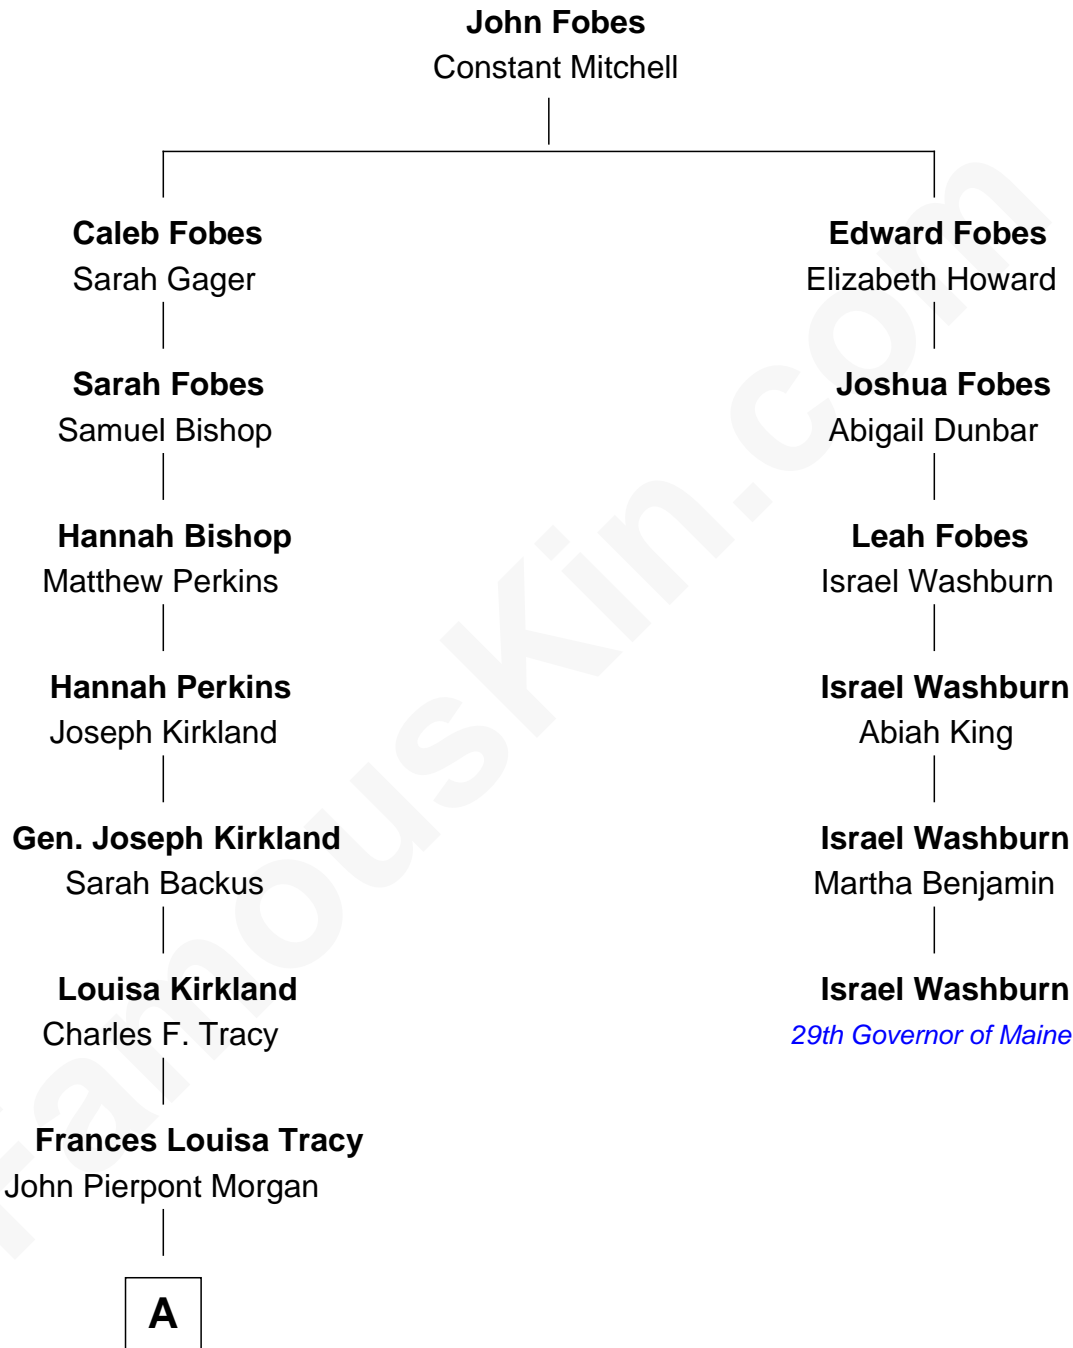 John Fobes
Constant Mitchell
Caleb Fobes
Sarah Gager
Edward Fobes
Elizabeth Howard
Sarah Fobes
Samuel Bishop
Joshua Fobes
Abigail Dunbar
Hannah Bishop
Matthew Perkins
Leah Fobes
Israel Washburn
Hannah Perkins
Joseph Kirkland
Israel Washburn
Abiah King
Gen. Joseph Kirkland
Sarah Backus
Israel Washburn
Martha Benjamin
Louisa Kirkland
Charles F. Tracy
Israel Washburn
29th Governor of Maine
Frances Louisa Tracy
John Pierpont Morgan
A
FamousKin.com